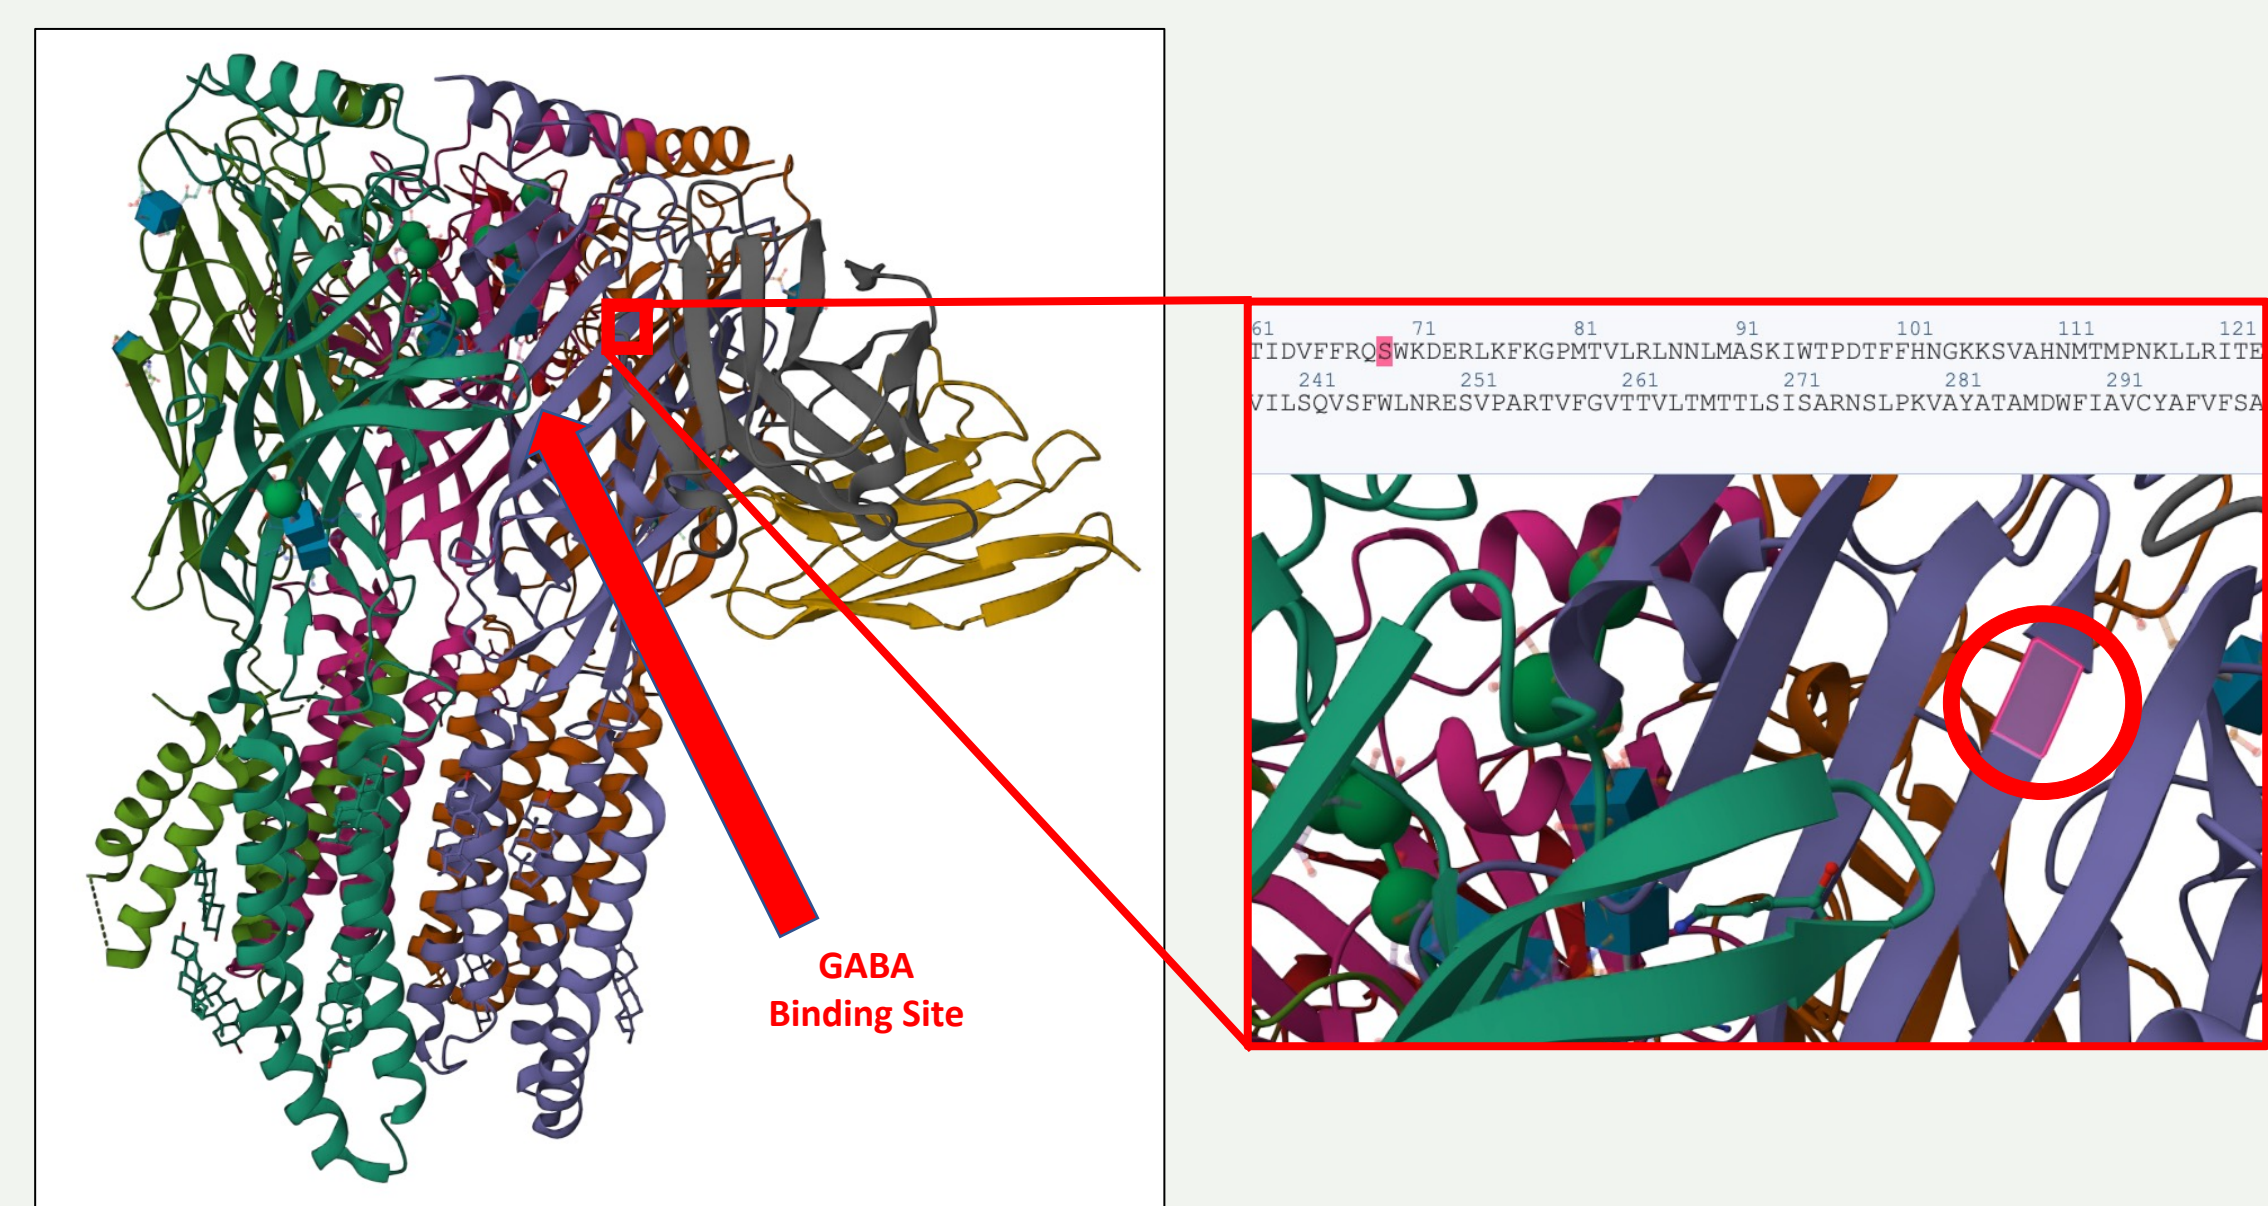 61 71 81 91 101 111 121
TIDVFFRQSWKDERLKFKGPMTVLRLNNLMASKIWTPDTFFHNGKKSVAHNMTMPNKLLRITE
241 251 261 271 281 291
VILSQVSFWLNRESVPARTVFGVTTVLTMTTLSISARNSLPKVAYATAMDWFIAVCYAFVFSA
GABA
Binding Site